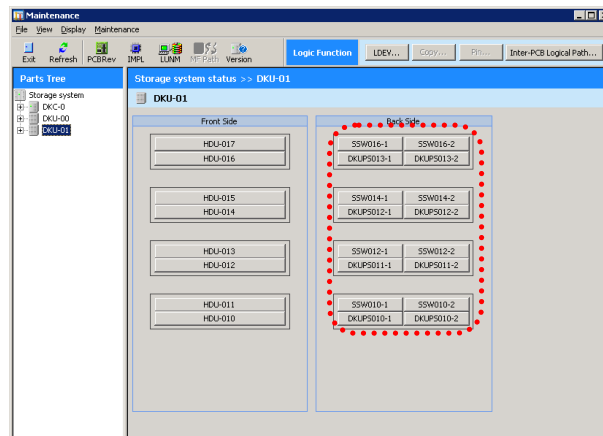 Maintenance
File View Display Maintenance
Exit Refresh PCBRev IMPL LUNM MF Path Version Logic Function LDEV... Copy... Pin... Inter-PCB Logical Path...
Parts Tree
Storage system status >> DKU-01
Storage system
DKC-0
DKU-00
DKU-01
DKU-01
Front Side
HDU-017
HDU-016
HDU-015
HDU-014
HDU-013
HDU-012
HDU-011
HDU-010
Back Side
SSW016-1 SSW016-2
DKUPS013-1 DKUPS013-2
SSW014-1 SSW014-2
DKUPS012-1 DKUPS012-2
SSW012-1 SSW012-2
DKUPS011-1 DKUPS011-2
SSW010-1 SSW010-2
DKUPS010-1 DKUPS010-2